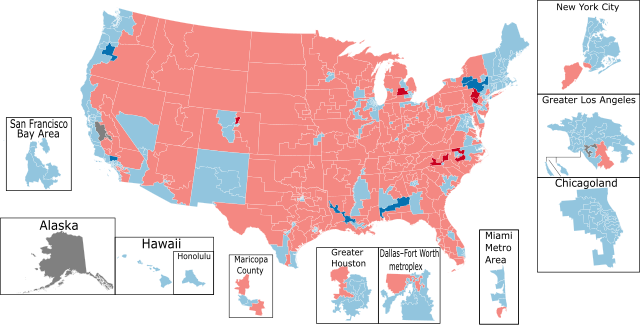 New York City
Greater Los Angeles
San Francisco
Bay Area
Chicagoland
Alaska
Hawaii
Honolulu
Maricopa
County
Greater
Houston
Dallas–Fort Worth
metroplex
Miami
Metro
Area